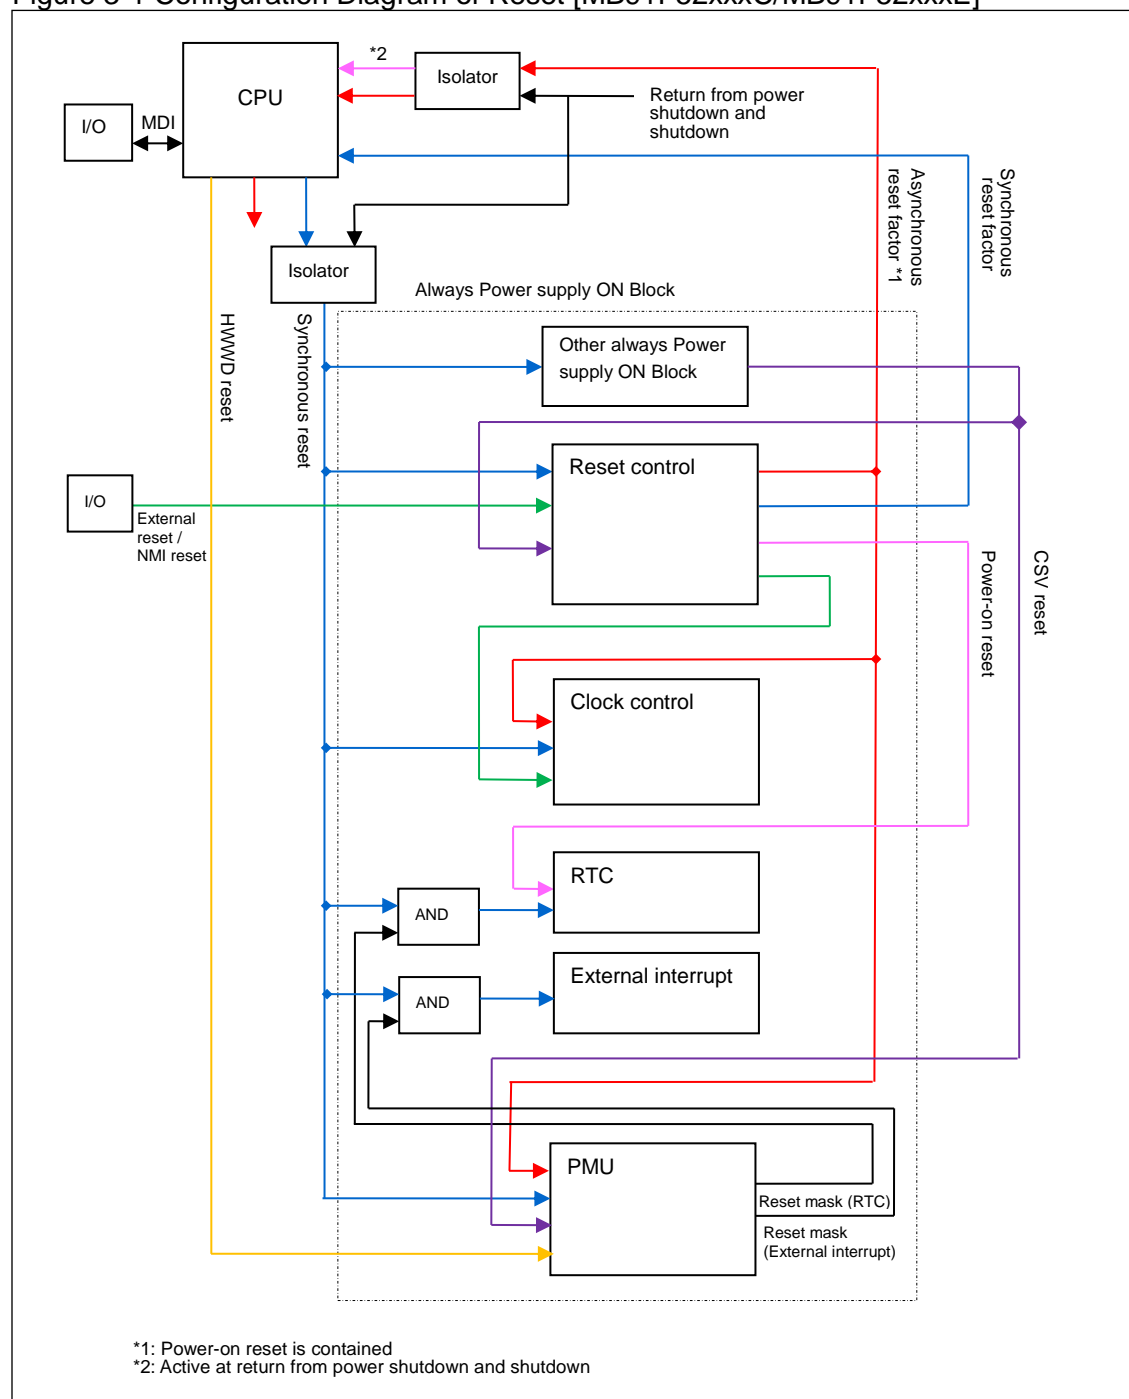 *2
Isolator
CPU
Return from power
shutdown and
shutdown
I/O
MDI
Asynchronous
reset factor *1
Synchronous
reset factor
Isolator
Always Power supply ON Block
HWWD reset
Synchronous reset
Other always Power
supply ON Block
Reset control
I/O
External
reset /
NMI reset
Power-on reset
CSV reset
Clock control
RTC
AND
External interrupt
AND
PMU
Reset mask (RTC)
Reset mask
(External interrupt)
*1: Power-on reset is contained
*2: Active at return from power shutdown and shutdown